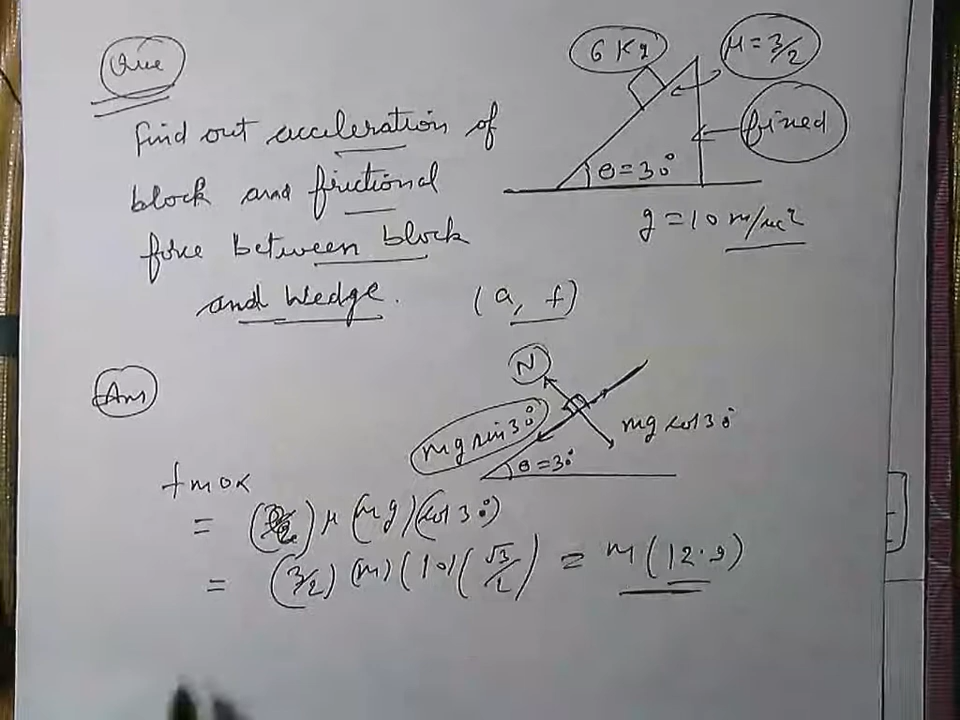 Que
6 Kg
μ = 3/2
Find out acceleration of
fixed
block and frictional
θ = 30°
force between block
g = 10 m/sec²
and Wedge. (a, f)
Ans
N
mg sin 30°
mg cos 30°
θ = 30°
f max
= μ (mg) (cos 30°)
= (3/2) (m) (10) (√3/2) = m (12.9)